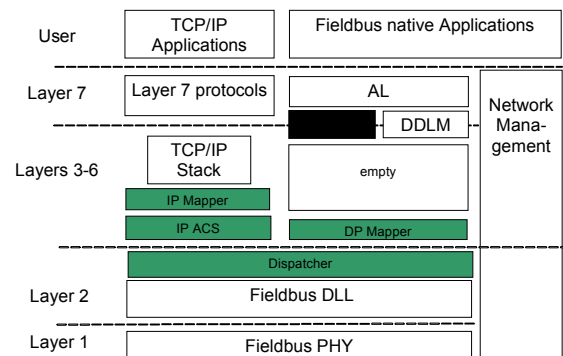 User
TCP/IP
Applications
Fieldbus native Applications
Layer 7
Layer 7 protocols
AL
Network
Mana-
gement
DDLM
Layers 3-6
TCP/IP
Stack
empty
IP Mapper
IP ACS
DP Mapper
Dispatcher
Layer 2
Fieldbus DLL
Layer 1
Fieldbus PHY